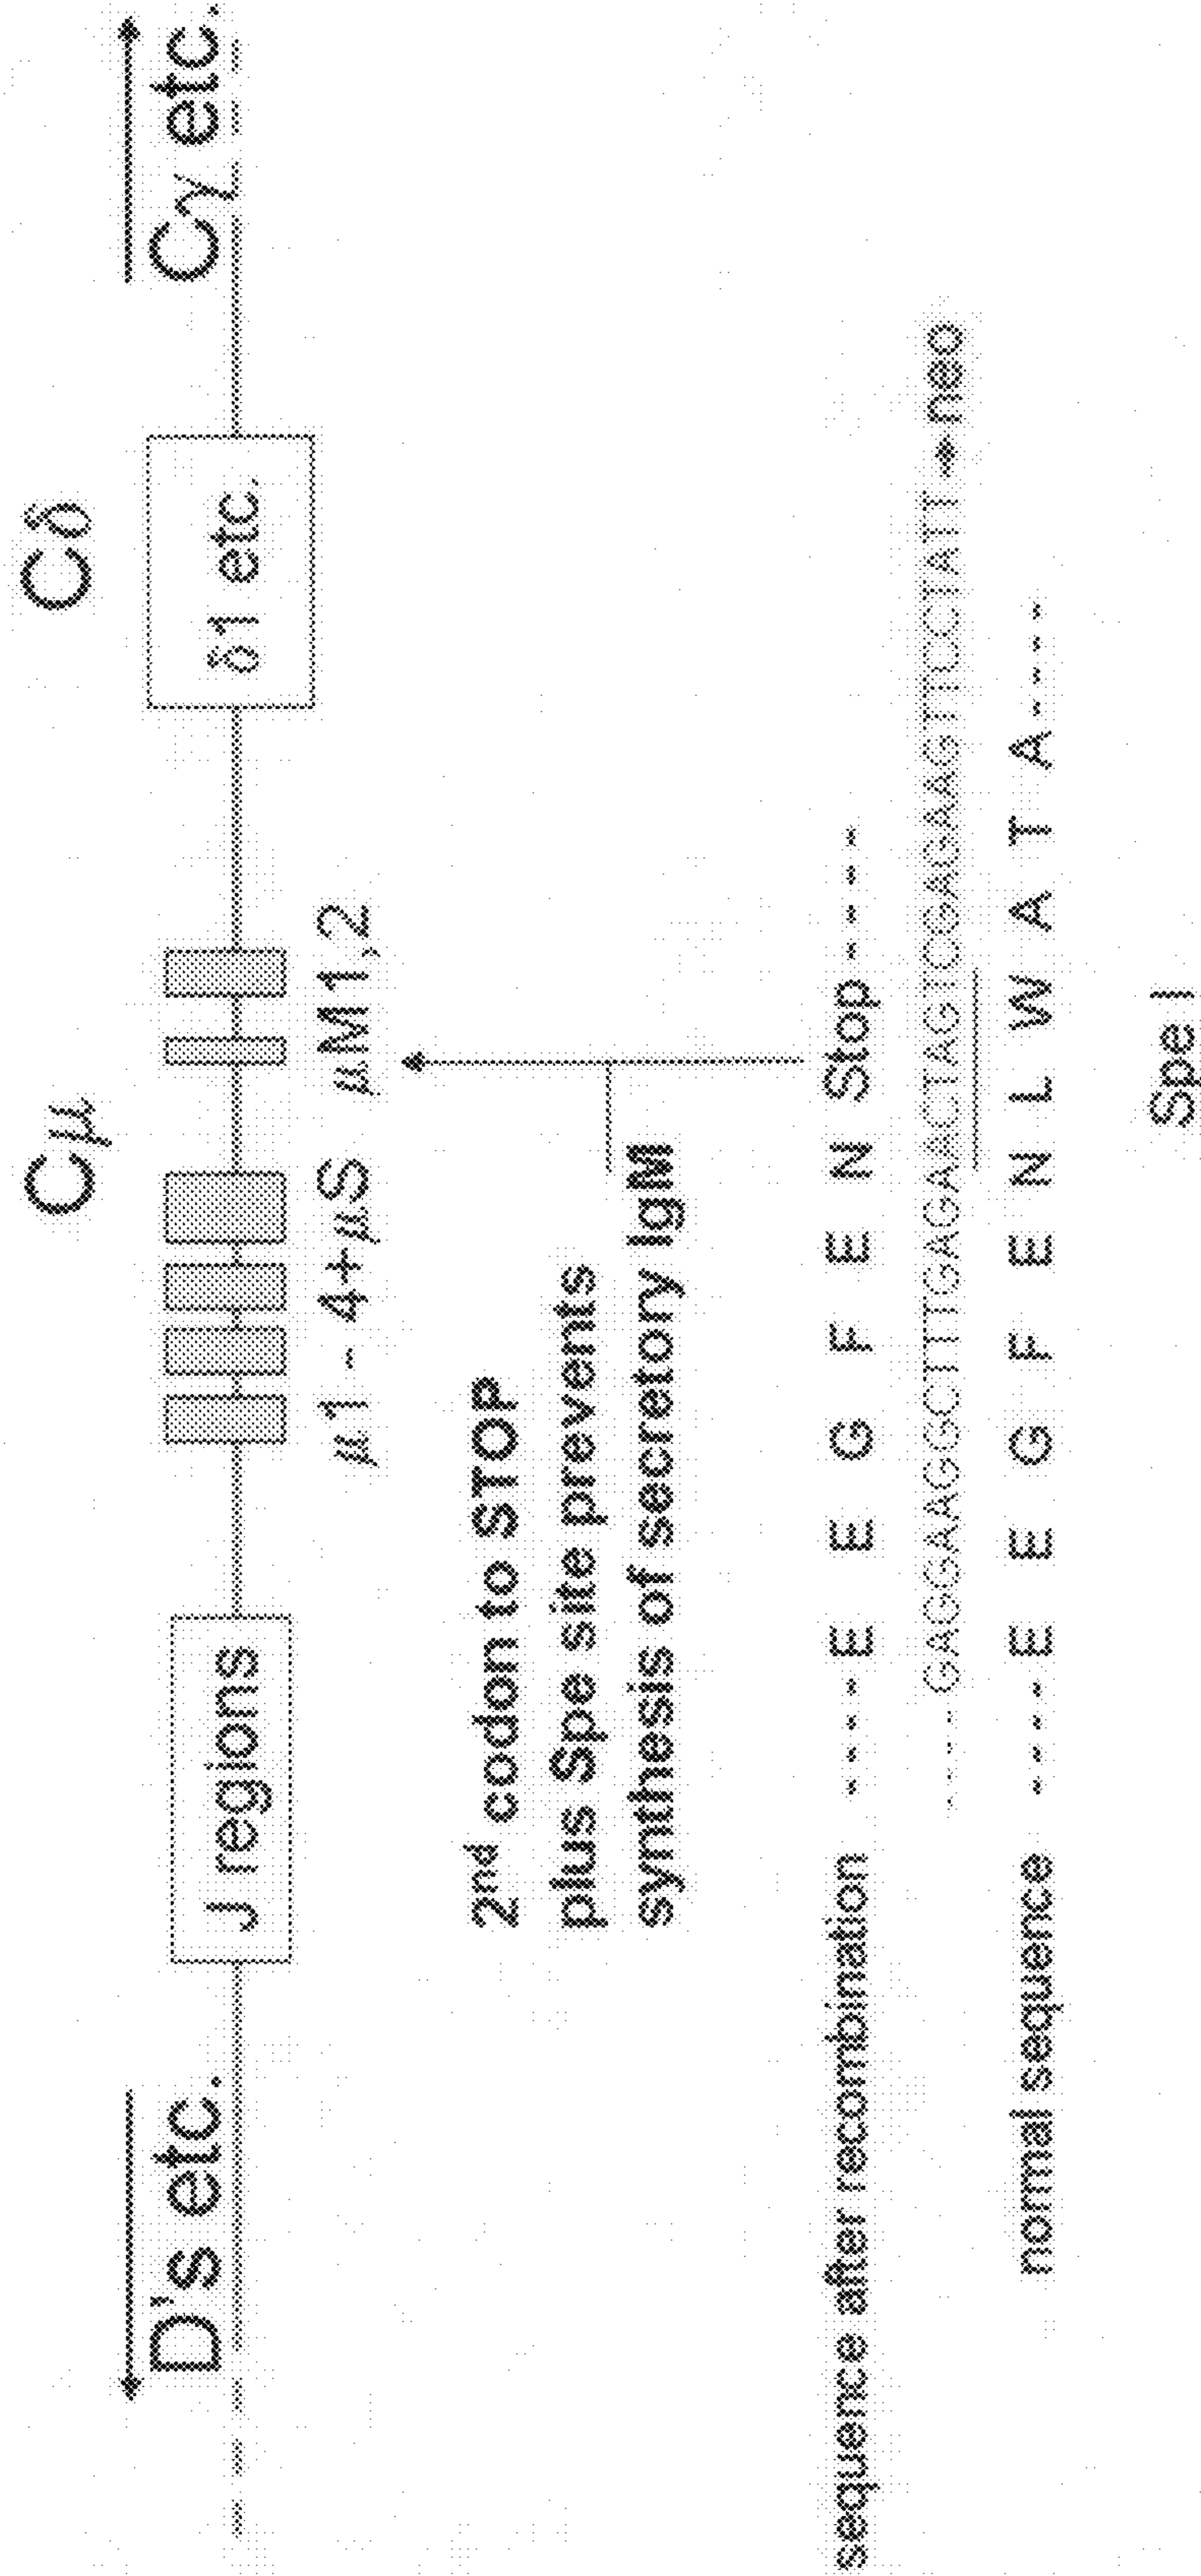 Cμ Cδ
D's etc. Cγ etc.
J regions δ1 etc.
μ1 - 4+μS μM1,2
2nd codon to STOP
plus Spe site prevents
synthesis of secretory IgM
sequence after recombination ---- E E G F E N Stop ----
---- GAGGAAGGCTTTGAGAACTAGTCGAGAAGTTCCTATT → neo
normal sequence ---- E E G F E N L W A T A ----
Spe I